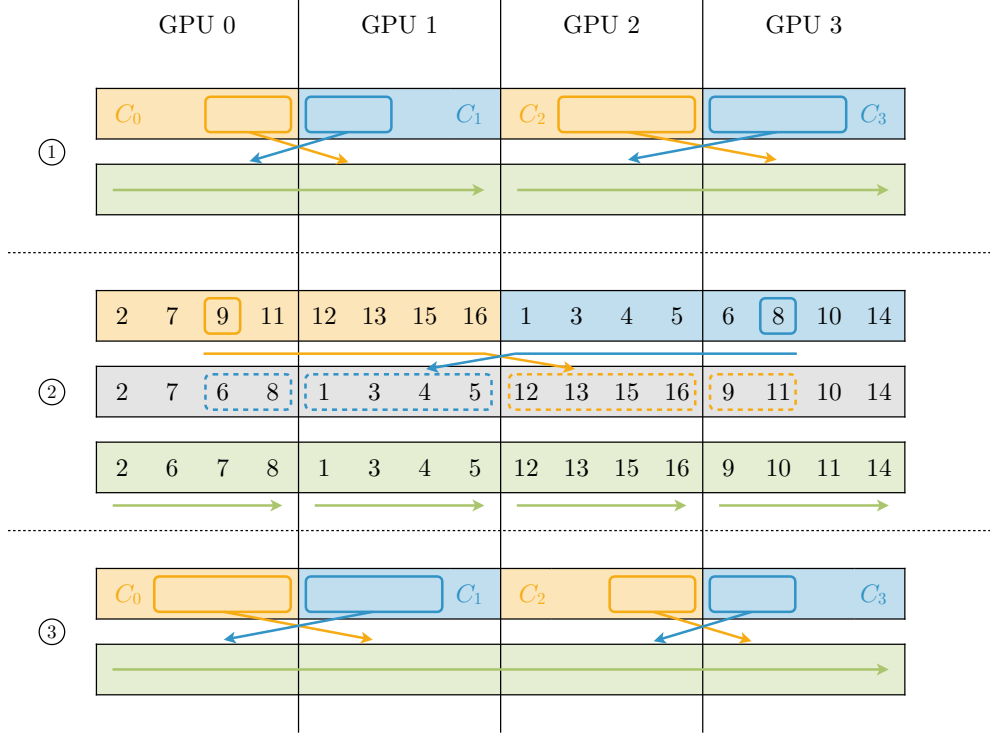 GPU 0 GPU 1 GPU 2 GPU 3
C₀ C₁ C₂ C₃
①
2 7 9 11 12 13 15 16 1 3 4 5 6 8 10 14
② 2 7 6 8 1 3 4 5 12 13 15 16 9 11 10 14
2 6 7 8 1 3 4 5 12 13 15 16 9 10 11 14
C₀ C₁ C₂ C₃
③